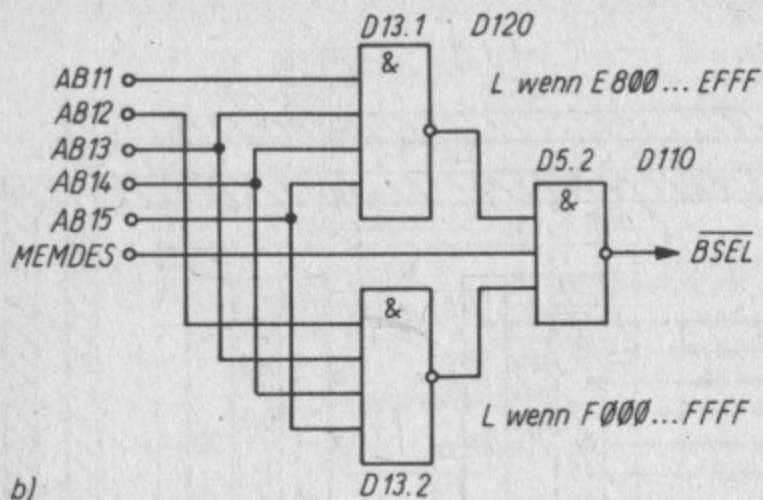 D13.1 D120
&
AB11
L wenn E800...EFFF
AB12
AB13
AB14
D5.2 D110
AB15
&
MEMDES
BSEL
&
L wenn FØØØ...FFFF
b)
D13.2